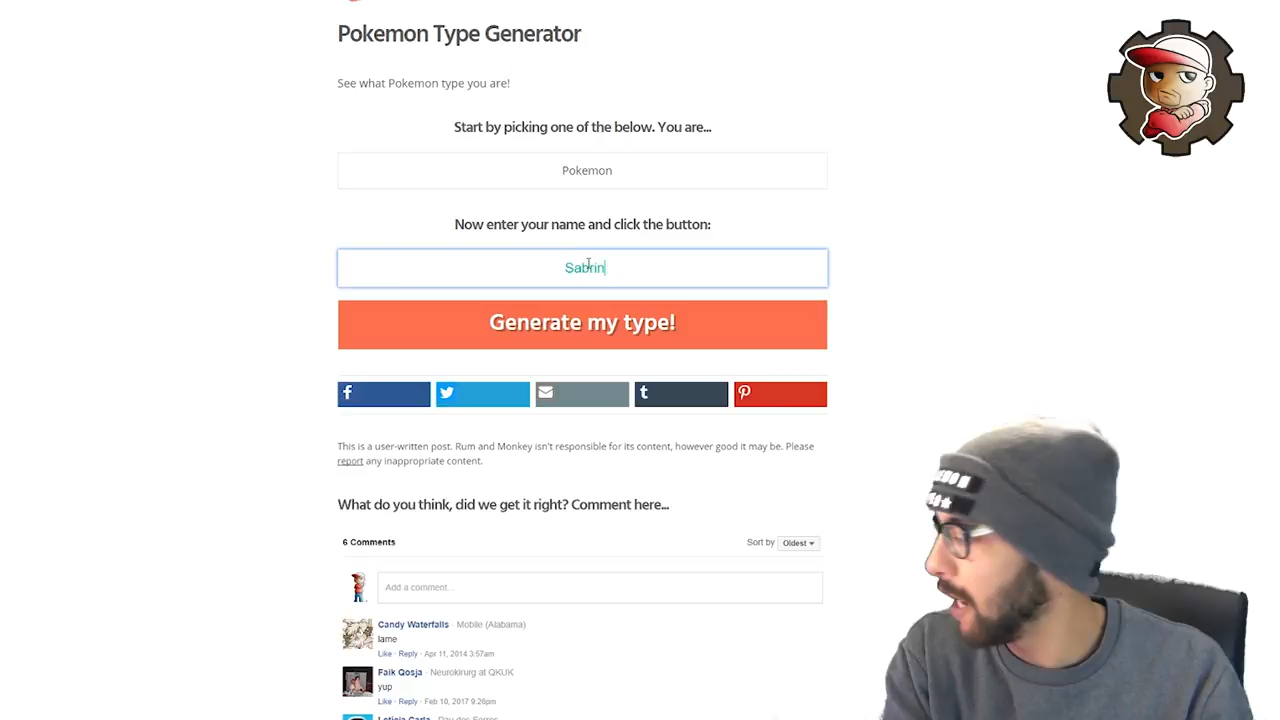 Pokemon Type Generator
See what Pokemon type you are!
Start by picking one of the below. You are...
Pokemon
Now enter your name and click the button:
Sabrin
Generate my type!
This is a user-written post. Rum and Monkey isn't responsible for its content, however good it may be. Please
report any inappropriate content.
What do you think, did we get it right? Comment here...
6 Comments
Sort by Oldest
Add a comment...
Candy Waterfalls · Mobile (Alabama)
lame
Like · Reply · Apr 11, 2014 3:57am
Faik Qosja · Neurokirurg at QKUK
yup
Like · Reply · Feb 10, 2017 9:26pm